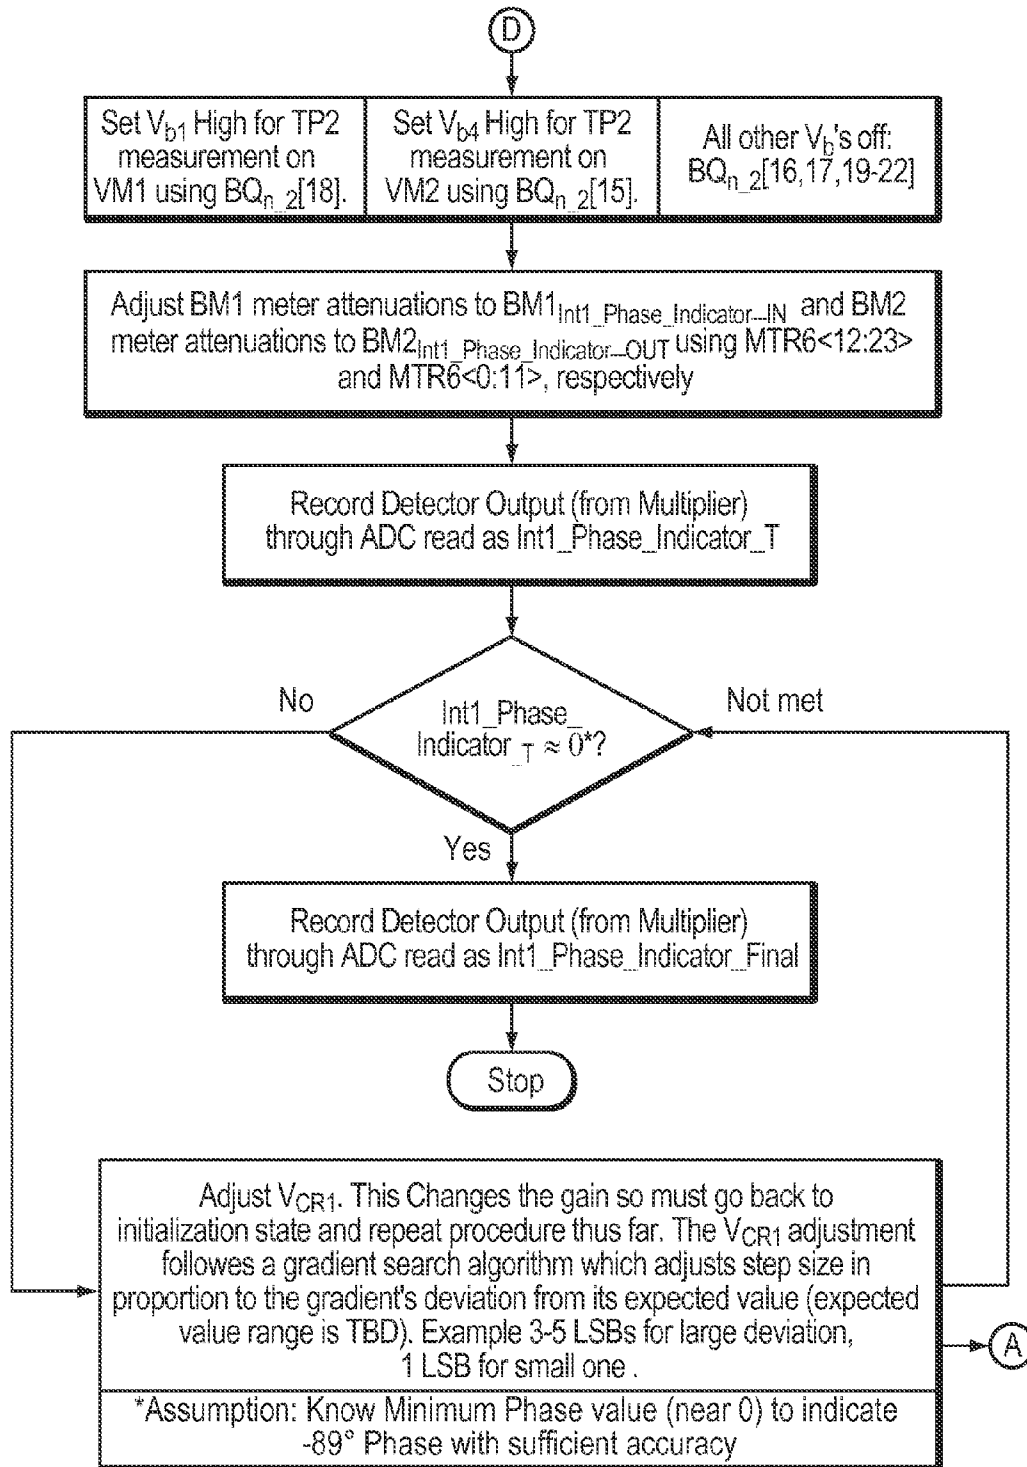 D
Set Vb1 High for TP2
measurement on
VM1 using BQn_2[18].
Set Vb4 High for TP2
measurement on
VM2 using BQn_2[15].
All other Vb's off:
BQn_2[16,17,19-22]
Adjust BM1 meter attenuations to BM1Int1_Phase_Indicator–IN and BM2
meter attenuations to BM2Int1_Phase_Indicator–OUT using MTR6<12:23>
and MTR6<0:11>, respectively
Record Detector Output (from Multiplier)
through ADC read as Int1_Phase_Indicator_T
No
Int1_Phase_
Indicator_T ≈ 0*?
Not met
Yes
Record Detector Output (from Multiplier)
through ADC read as Int1_Phase_Indicator_Final
Stop
Adjust VCR1. This Changes the gain so must go back to
initialization state and repeat procedure thus far. The VCR1 adjustment
followes a gradient search algorithm which adjusts step size in
proportion to the gradient's deviation from its expected value (expected
value range is TBD). Example 3-5 LSBs for large deviation,
1 LSB for small one .
A
*Assumption: Know Minimum Phase value (near 0) to indicate
-89° Phase with sufficient accuracy